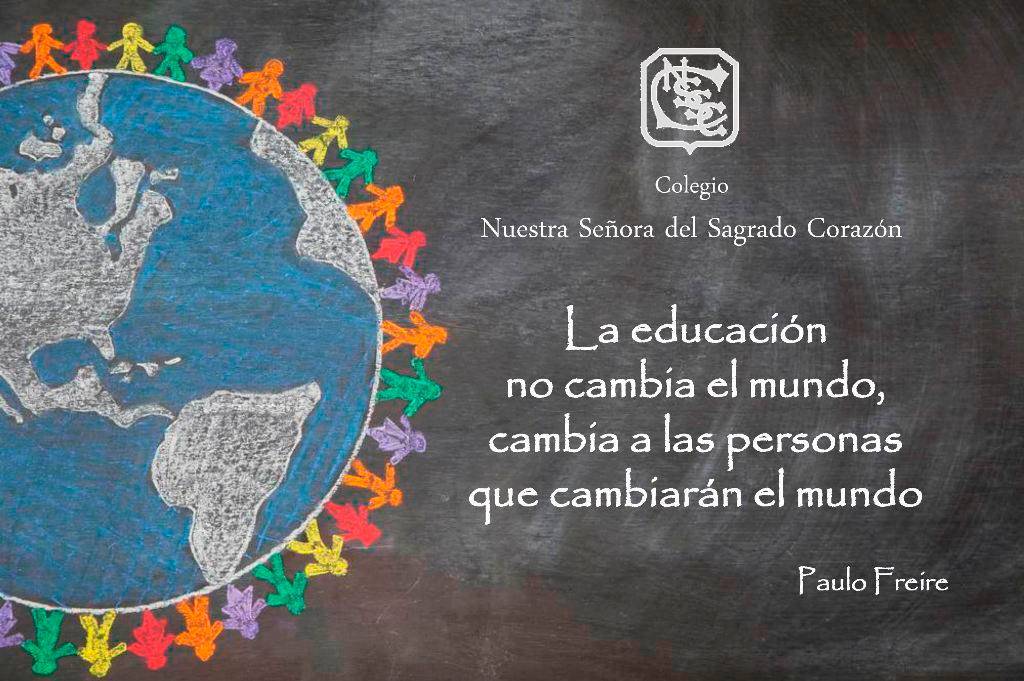 NSSC
Colegio
Nuestra Señora del Sagrado Corazón
La educación
no cambia el mundo,
cambia a las personas
que cambiarán el mundo
Paulo Freire